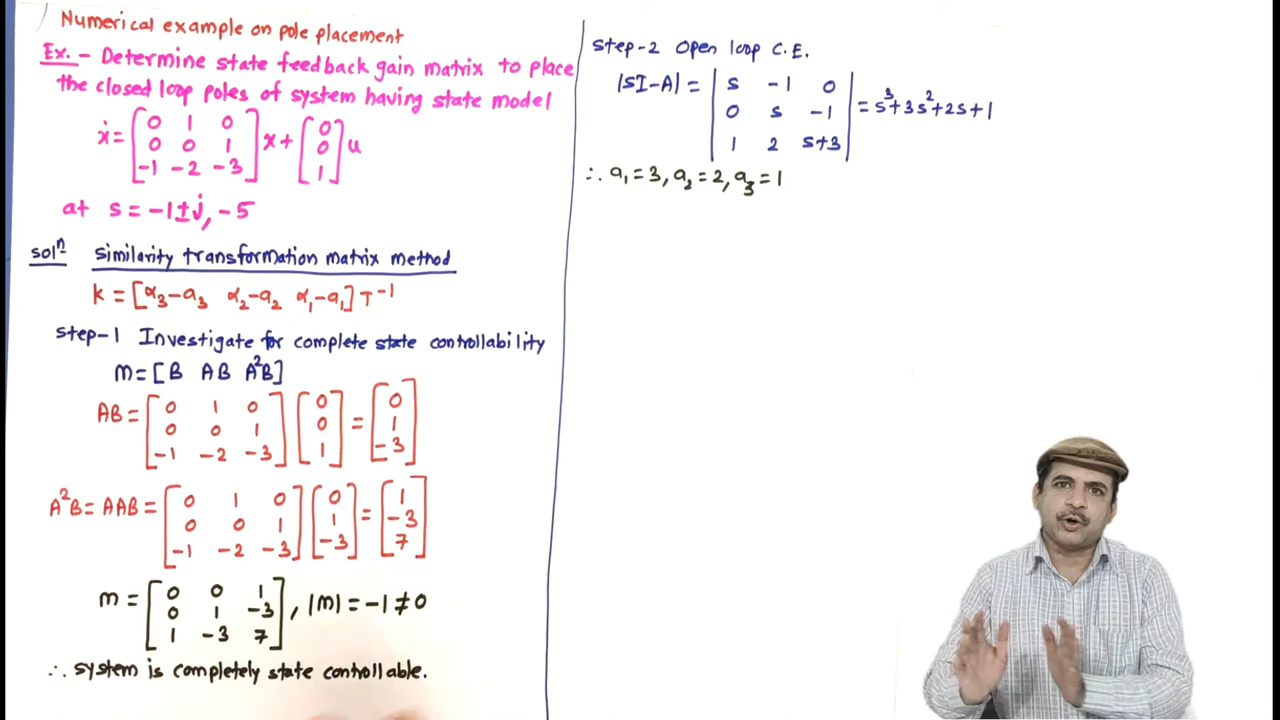 Numerical example on pole placement
Ex. - Determine state feedback gain matrix to place
the closed loop poles of system having state model
ẋ = [0 1 0; 0 0 1; -1 -2 -3] x + [0; 0; 1] u
at s = -1±j, -5
solⁿ Similarity transformation matrix method
k = [α₃-a₃ α₂-a₂ α₁-a₁] T⁻¹
Step-1 Investigate for complete state controllability
m = [B AB A²B]
AB = [0 1 0; 0 0 1; -1 -2 -3] [0; 0; 1] = [0; 1; -3]
A²B = AAB = [0 1 0; 0 0 1; -1 -2 -3] [0; 1; -3] = [1; -3; 7]
m = [0 0 1; 0 1 -3; 1 -3 7], |m| = -1 ≠ 0
∴ system is completely state controllable.
Step-2 Open loop C.E.
|SI-A| = |s -1 0; 0 s -1; 1 2 s+3| = s³+3s²+2s+1
∴ a₁ = 3, a₂ = 2, a₃ = 1